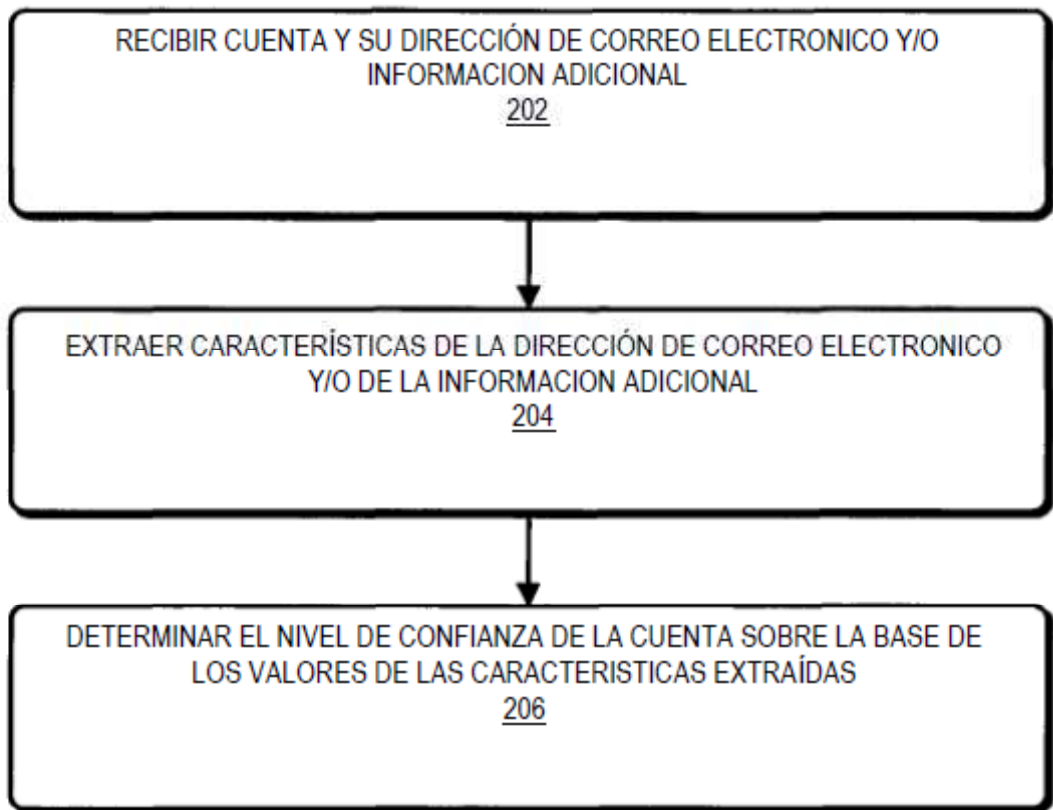 RECIBIR CUENTA Y SU DIRECCIÓN DE CORREO ELECTRONICO Y/O
INFORMACION ADICIONAL
202
EXTRAER CARACTERÍSTICAS DE LA DIRECCIÓN DE CORREO ELECTRONICO
Y/O DE LA INFORMACION ADICIONAL
204
DETERMINAR EL NIVEL DE CONFIANZA DE LA CUENTA SOBRE LA BASE DE
LOS VALORES DE LAS CARACTERISTICAS EXTRAÍDAS
206